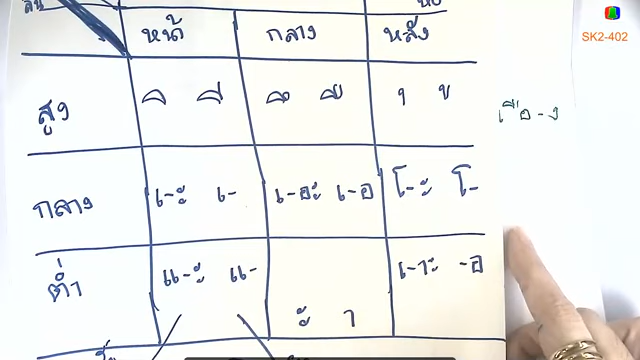 SK2-402
หน้า กลาง หลัง
สูง -ิ -ี -ึ -ือ -ุ -ู
เ-ือ-ง
กลาง เ-ะ เ- เ-อะ เ-อ โ-ะ โ-
ต่ำ แ-ะ แ- เ-าะ -อ
ะ า